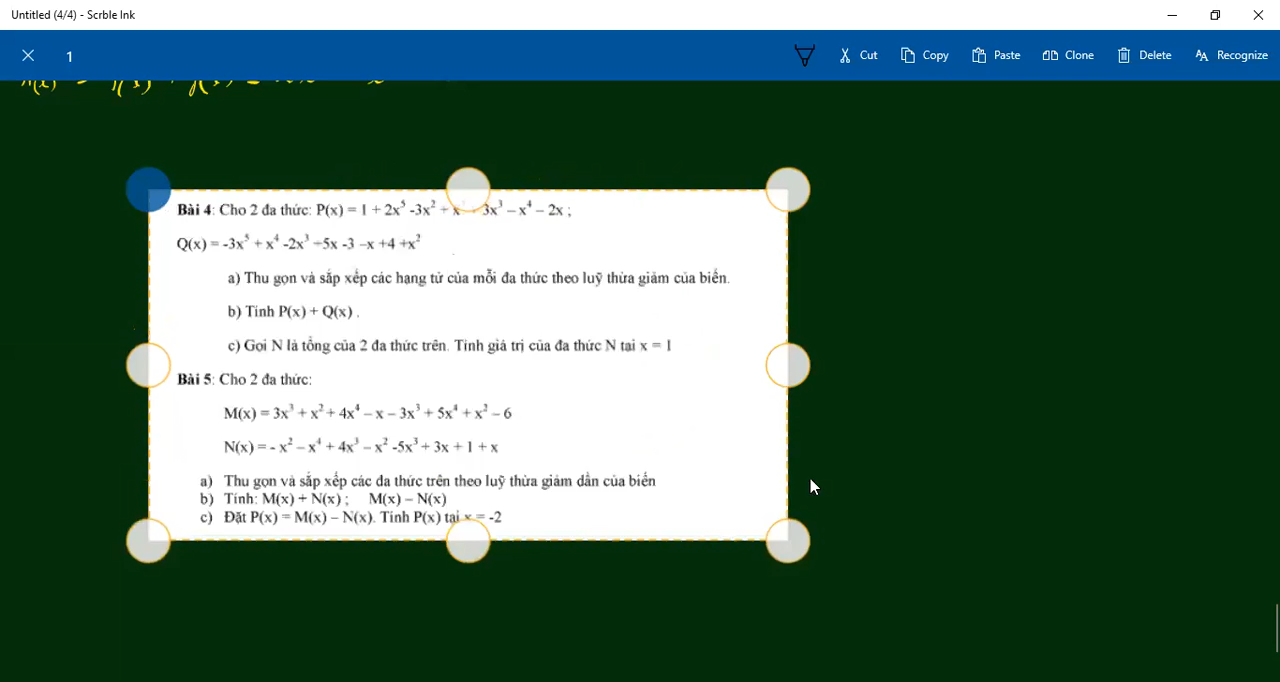 Untitled (4/4) - Scrble Ink
1 Cut Copy Paste Clone Delete Recognize
Bài 4: Cho 2 đa thức: P(x) = 1 + 2x⁵ -3x² + x 3x³ – x⁴ – 2x ;
Q(x) = -3x⁵ + x⁴ -2x³ +5x -3 –x +4 +x²
a) Thu gọn và sắp xếp các hạng tử của mỗi đa thức theo luỹ thừa giảm của biến.
b) Tính P(x) + Q(x) .
c) Gọi N là tổng của 2 đa thức trên. Tính giá trị của đa thức N tại x = 1
Bài 5: Cho 2 đa thức:
M(x) = 3x³ + x² + 4x⁴ – x – 3x³ + 5x⁴ + x² – 6
N(x) = - x² – x⁴ + 4x³ – x² -5x³ + 3x + 1 + x
a) Thu gọn và sắp xếp các đa thức trên theo luỹ thừa giảm dần của biến
b) Tính: M(x) + N(x) ; M(x) – N(x)
c) Đặt P(x) = M(x) – N(x). Tính P(x) tại x = -2